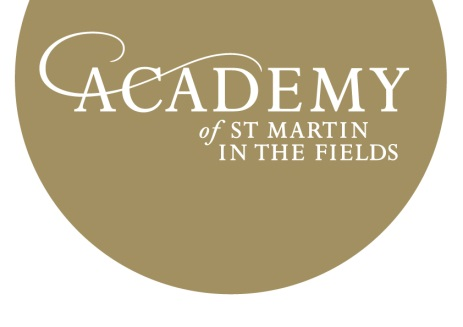 ACADEMY
of ST MARTIN
IN THE FIELDS